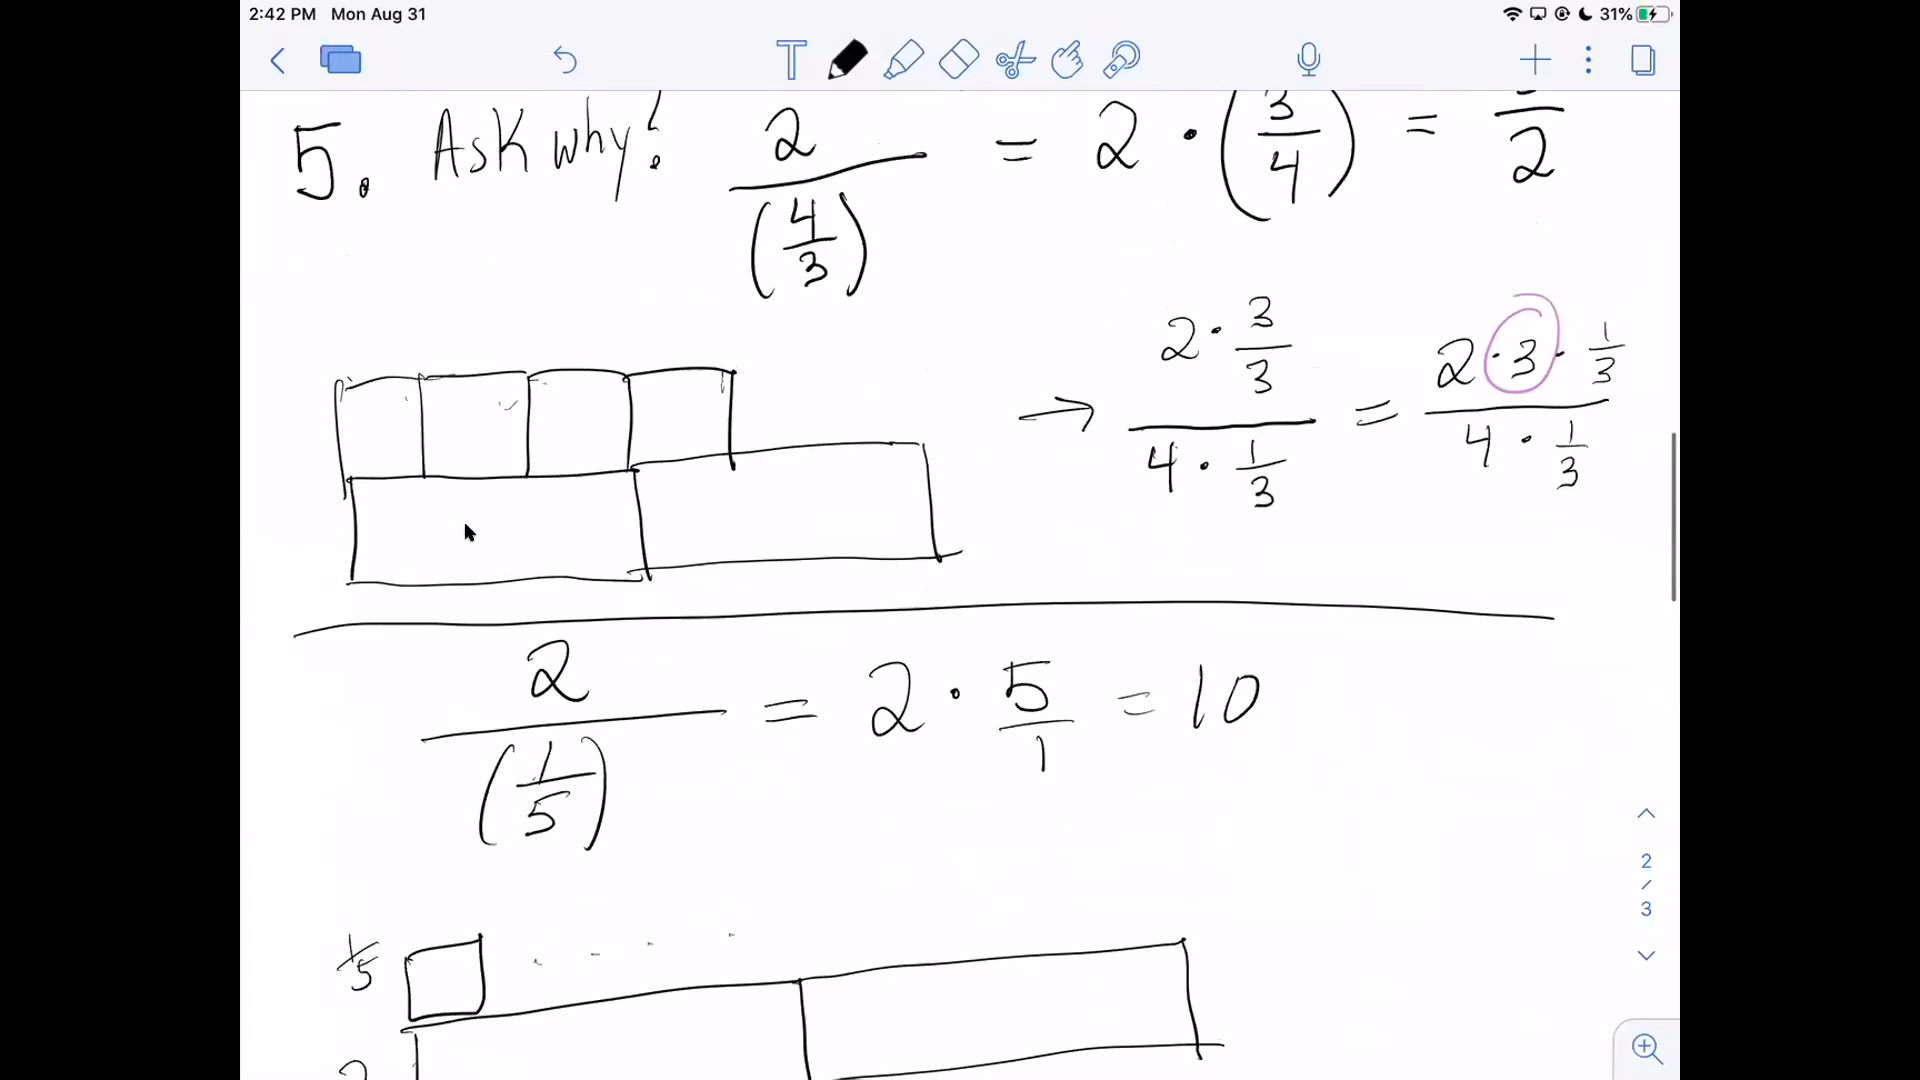 2:42 PM Mon Aug 31
31%
5. Ask why! 2/(4/3) = 2 · (3/4) = /2
→ 2 · 3/3 / 4 · 1/3 = 2 · 3 · 1/3 / 4 · 1/3
2/(1/5) = 2 · 5/1 = 10
2
/
3
1/5